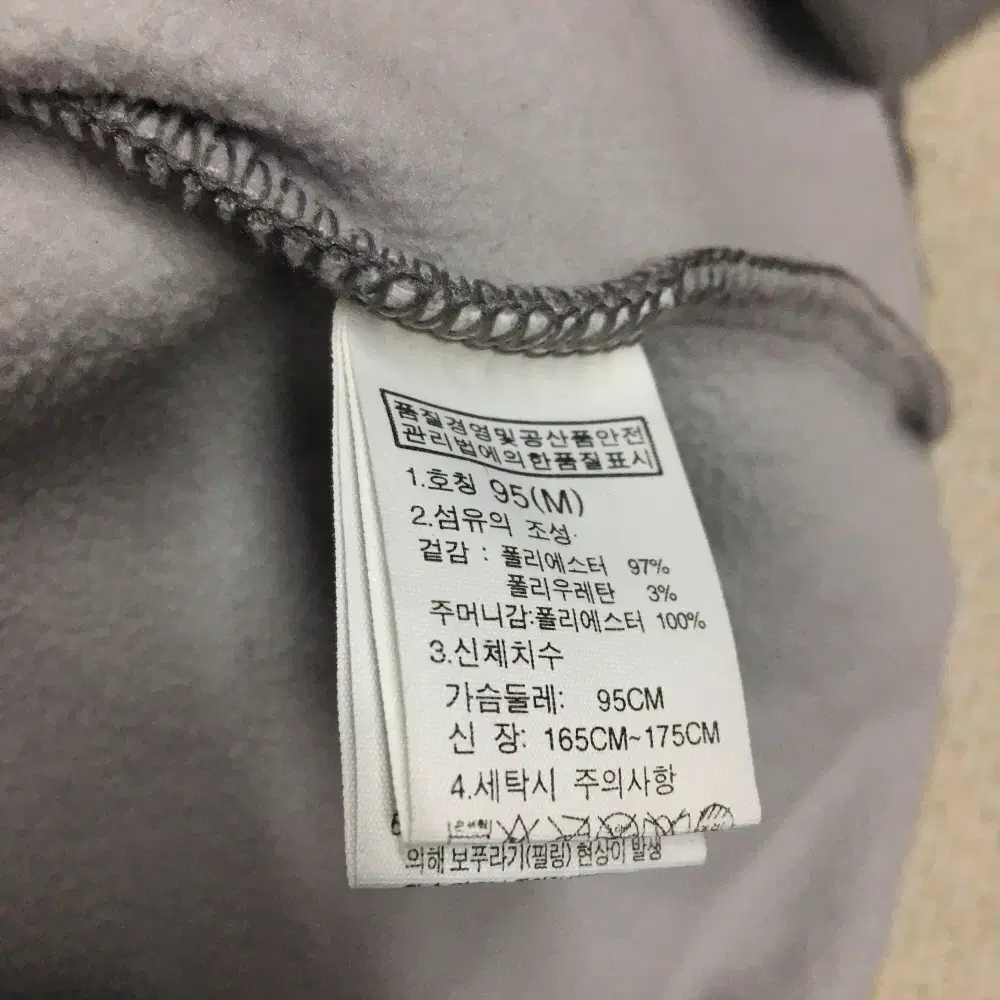 품질경영및공산품안전
관리법에의한품질표시
1.호칭 95(M)
2.섬유의 조성
겉감 : 폴리에스터 97%
폴리우레탄 3%
주머니감:폴리에스터 100%
3.신체치수
가슴둘레: 95CM
신 장: 165CM~175CM
4.세탁시 주의사항
의해 보푸라기(필링) 현상이 발생